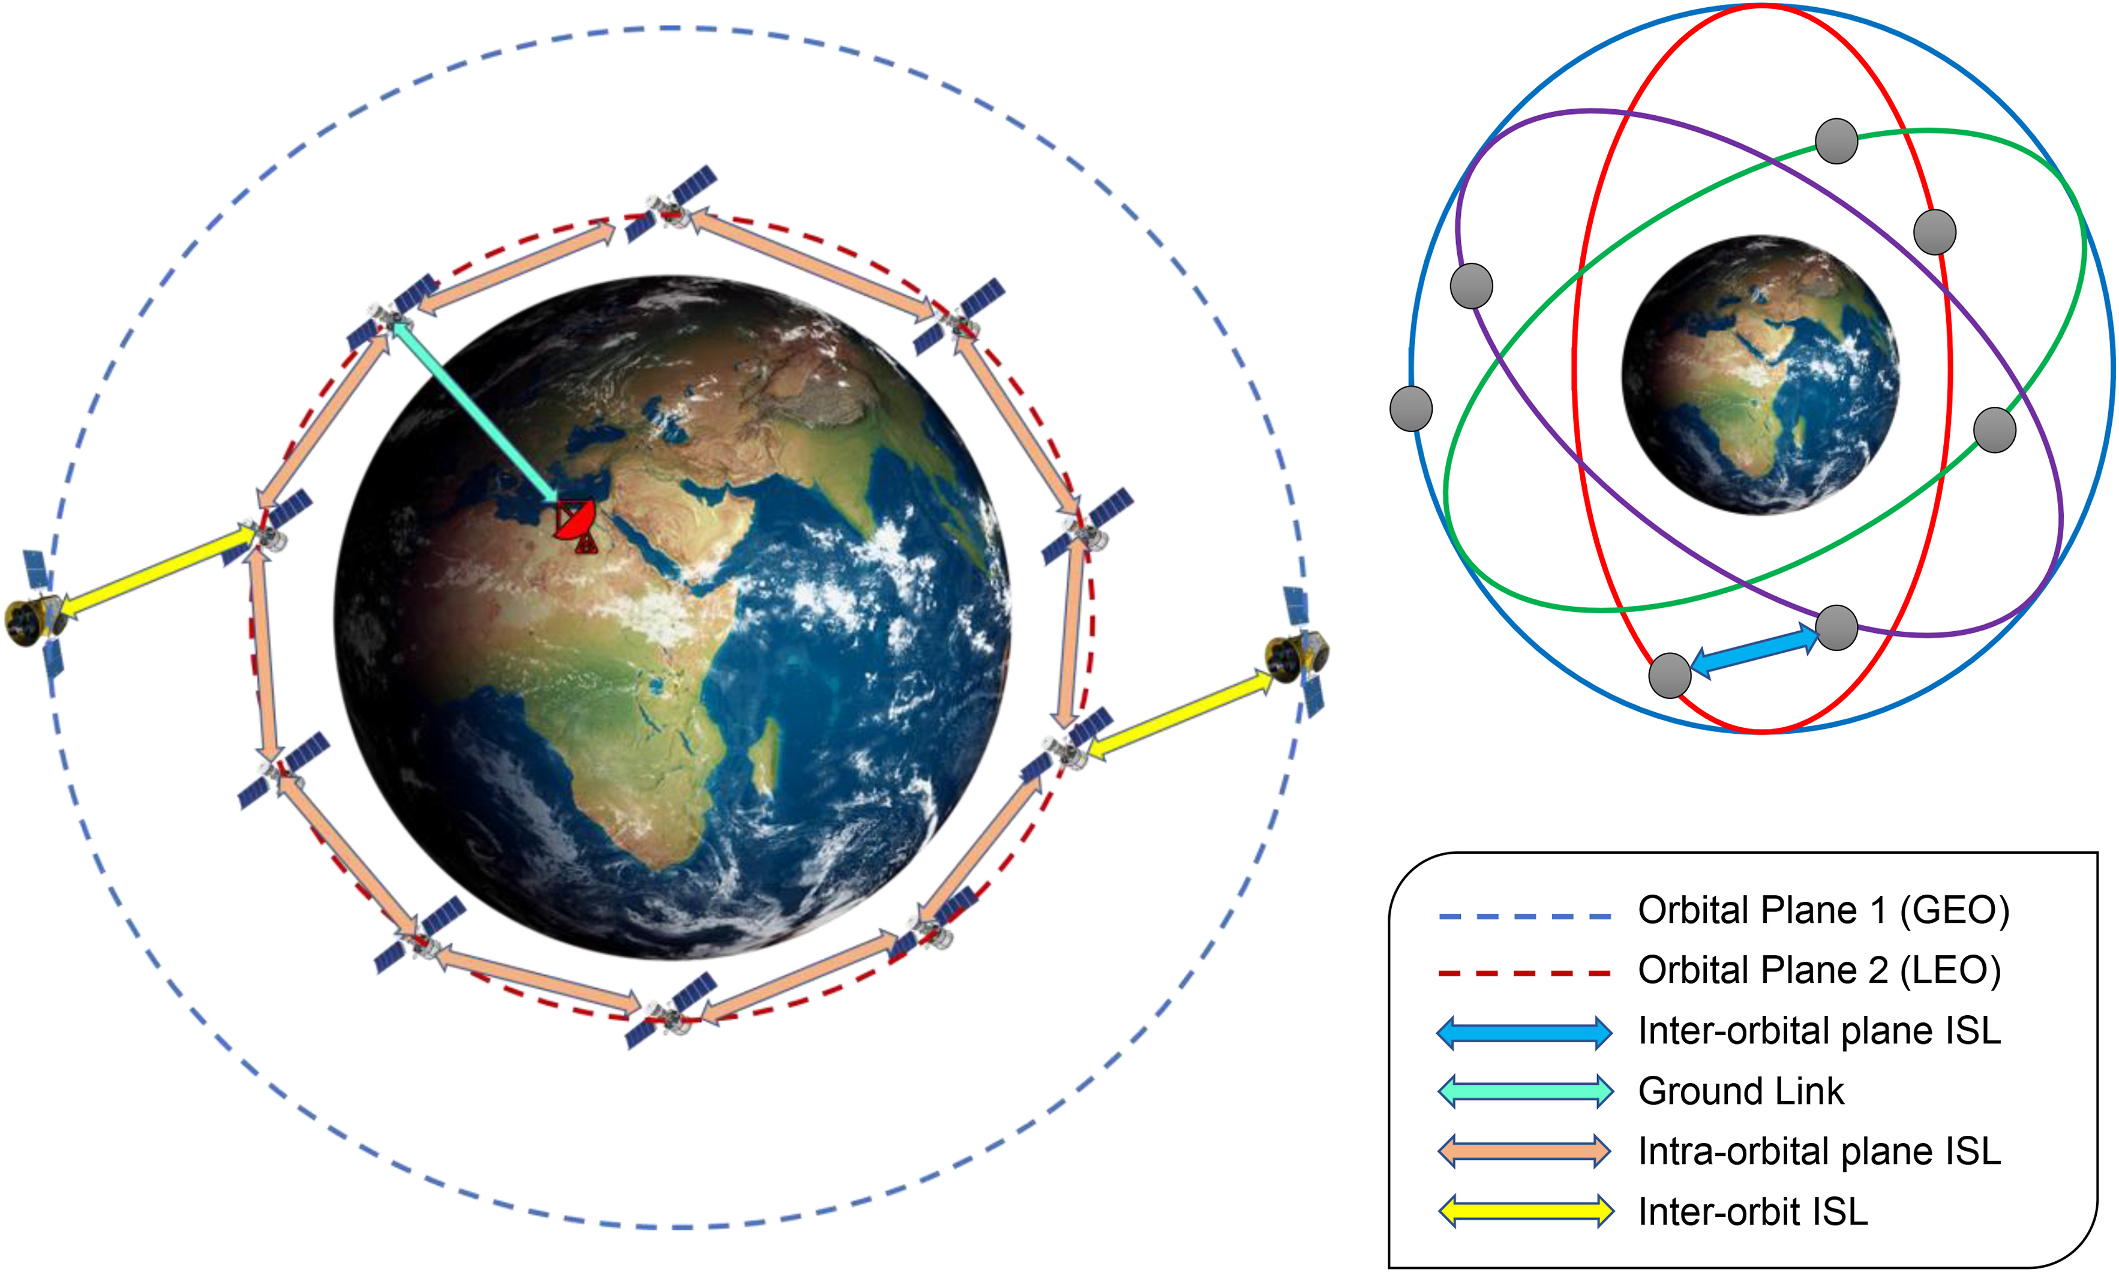 Orbital Plane 1 (GEO)
Orbital Plane 2 (LEO)
Inter-orbital plane ISL
Ground Link
Intra-orbital plane ISL
Inter-orbit ISL